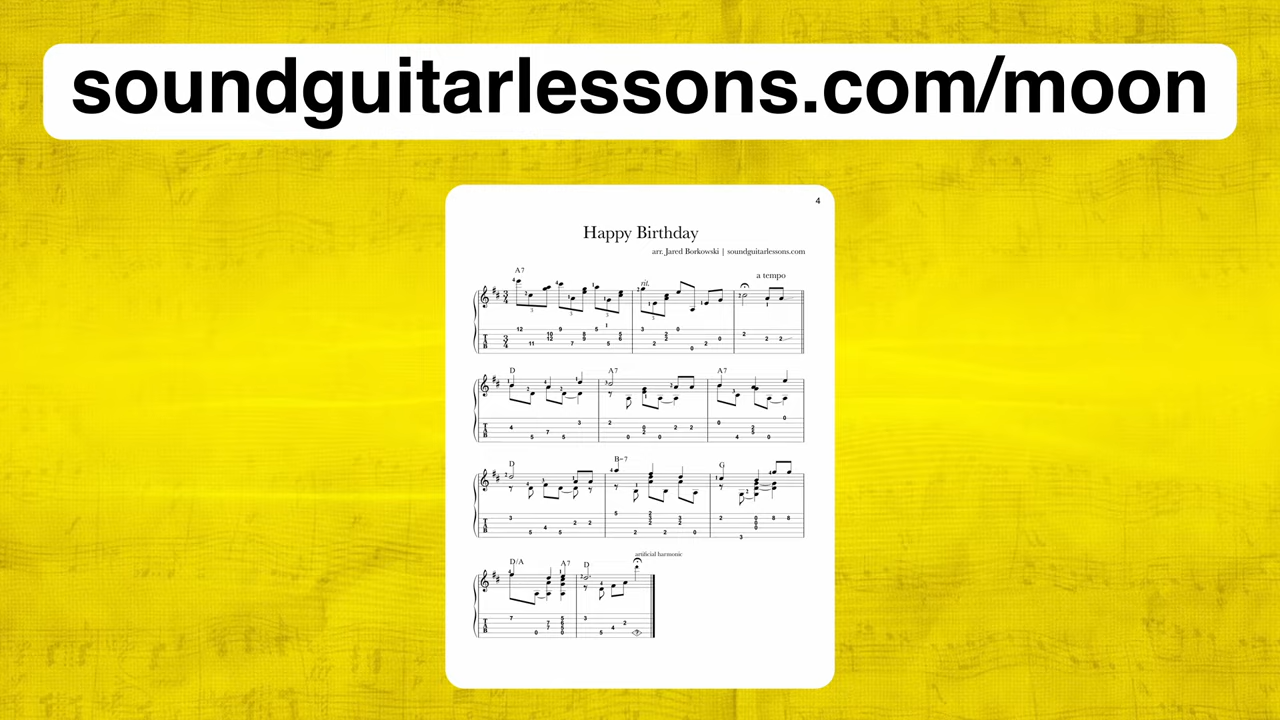 soundguitarlessons.com/moon
4
Happy Birthday
arr. Jared Borkowski | soundguitarlessons.com
A7
rit.
a tempo
D A7 A7
D B-7 G
artificial harmonic
D/A A7 D